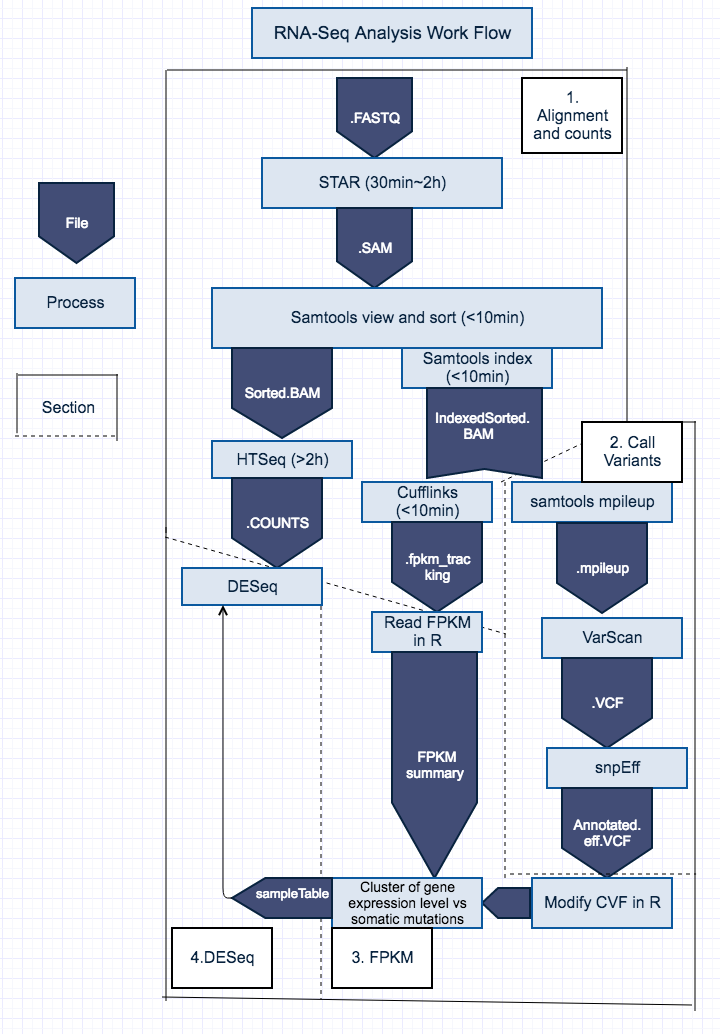 RNA-Seq Analysis Work Flow
1.
Alignment
and counts
.FASTQ
STAR (30min~2h)
File
.SAM
Process
Samtools view and sort (<10min)
Samtools index
(<10min)
Sorted.BAM
Section
IndexedSorted.
BAM
2. Call
Variants
HTSeq (>2h)
Cufflinks
(<10min)
samtools mpileup
.COUNTS
.fpkm_trac
king
.mpileup
DESeq
Read FPKM
in R
VarScan
.VCF
FPKM
summary
snpEff
Annotated.
eff.VCF
sampleTable
Cluster of gene
expression level vs
somatic mutations
Modify CVF in R
4.DESeq
3. FPKM